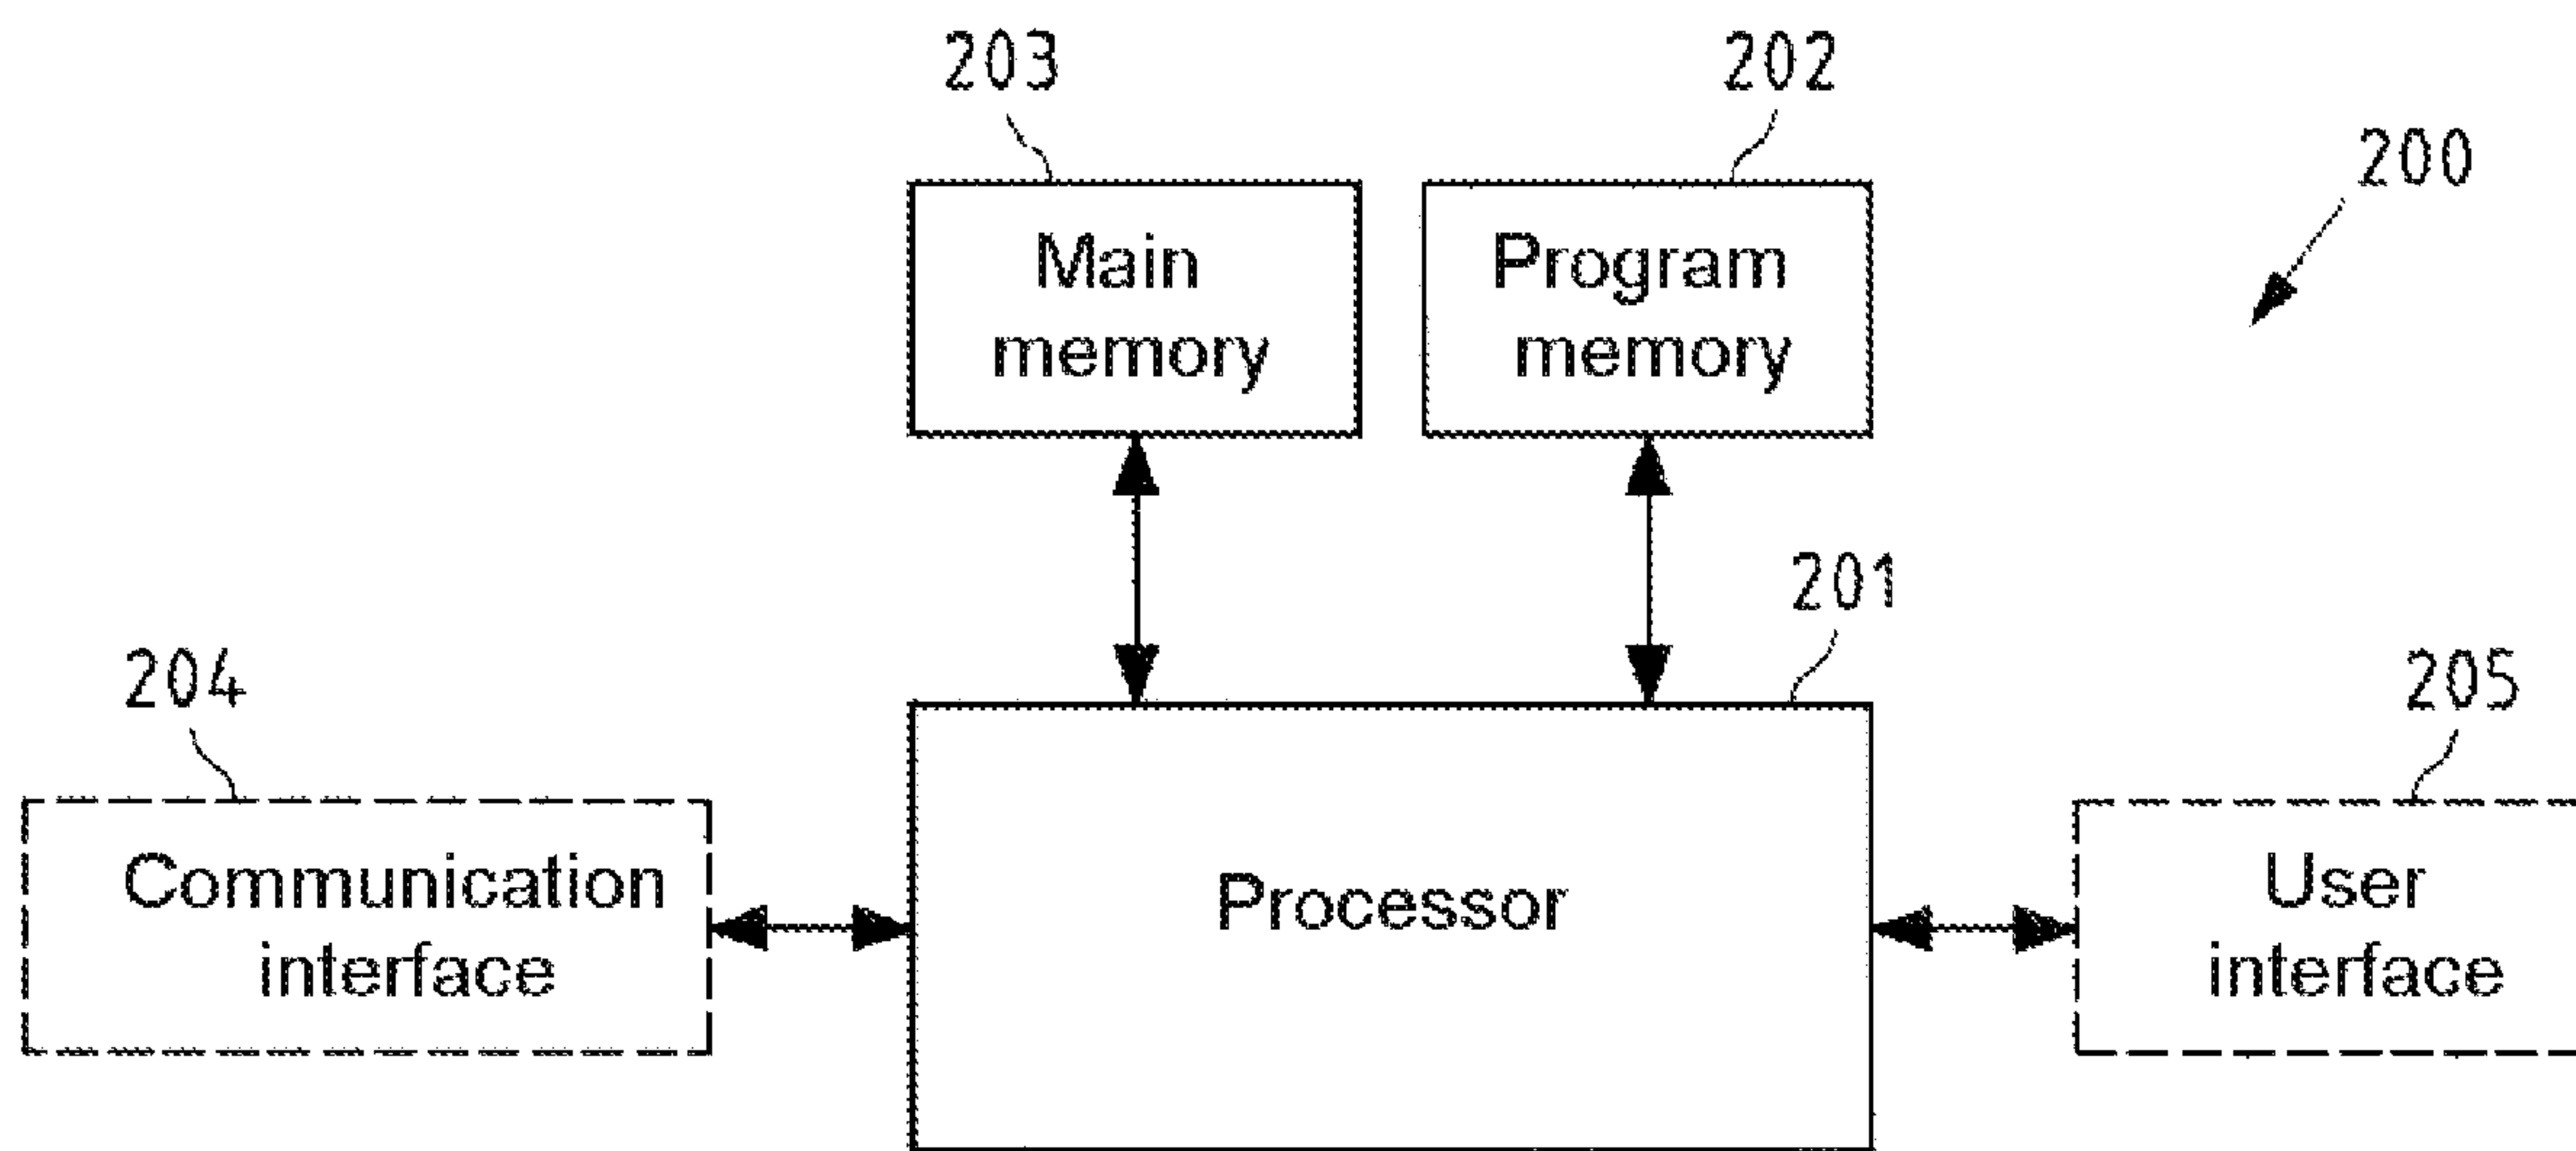 203
202
200
Main
memory
Program
memory
201
204
205
Communication
interface
Processor
User
interface